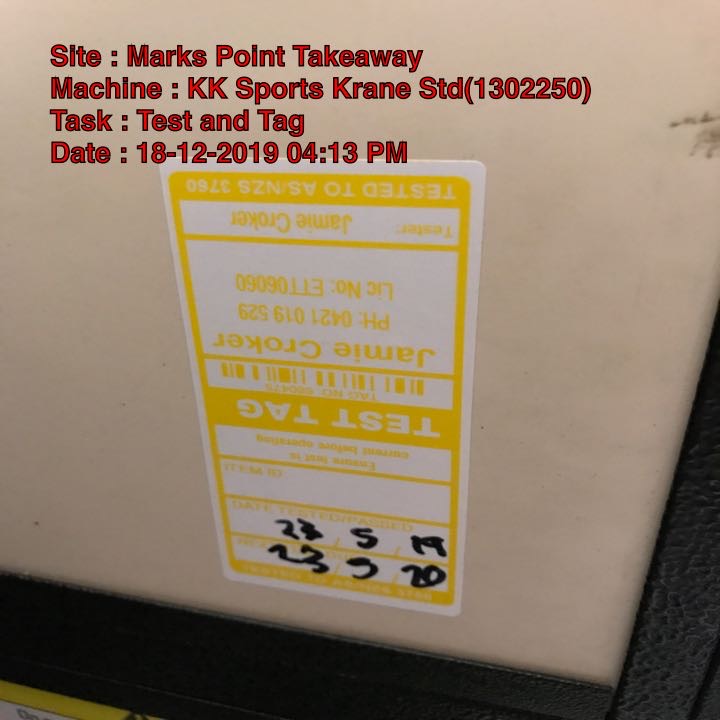 Site : Marks Point Takeaway
Machine : KK Sports Krane Std(1302250)
Task : Test and Tag
Date : 18-12-2019 04:13 PM
Ensure test is
current before operating
TEST TAG
TAG NO:
Jamie Croker
PH: 0421 019 529
Lic No: ETT06060
Tester: Jamie Croker
TESTED TO AS/NZS 3760
ITEM ID:
DATE TESTED/PASSED
23 / 5 / 19
23 5 20